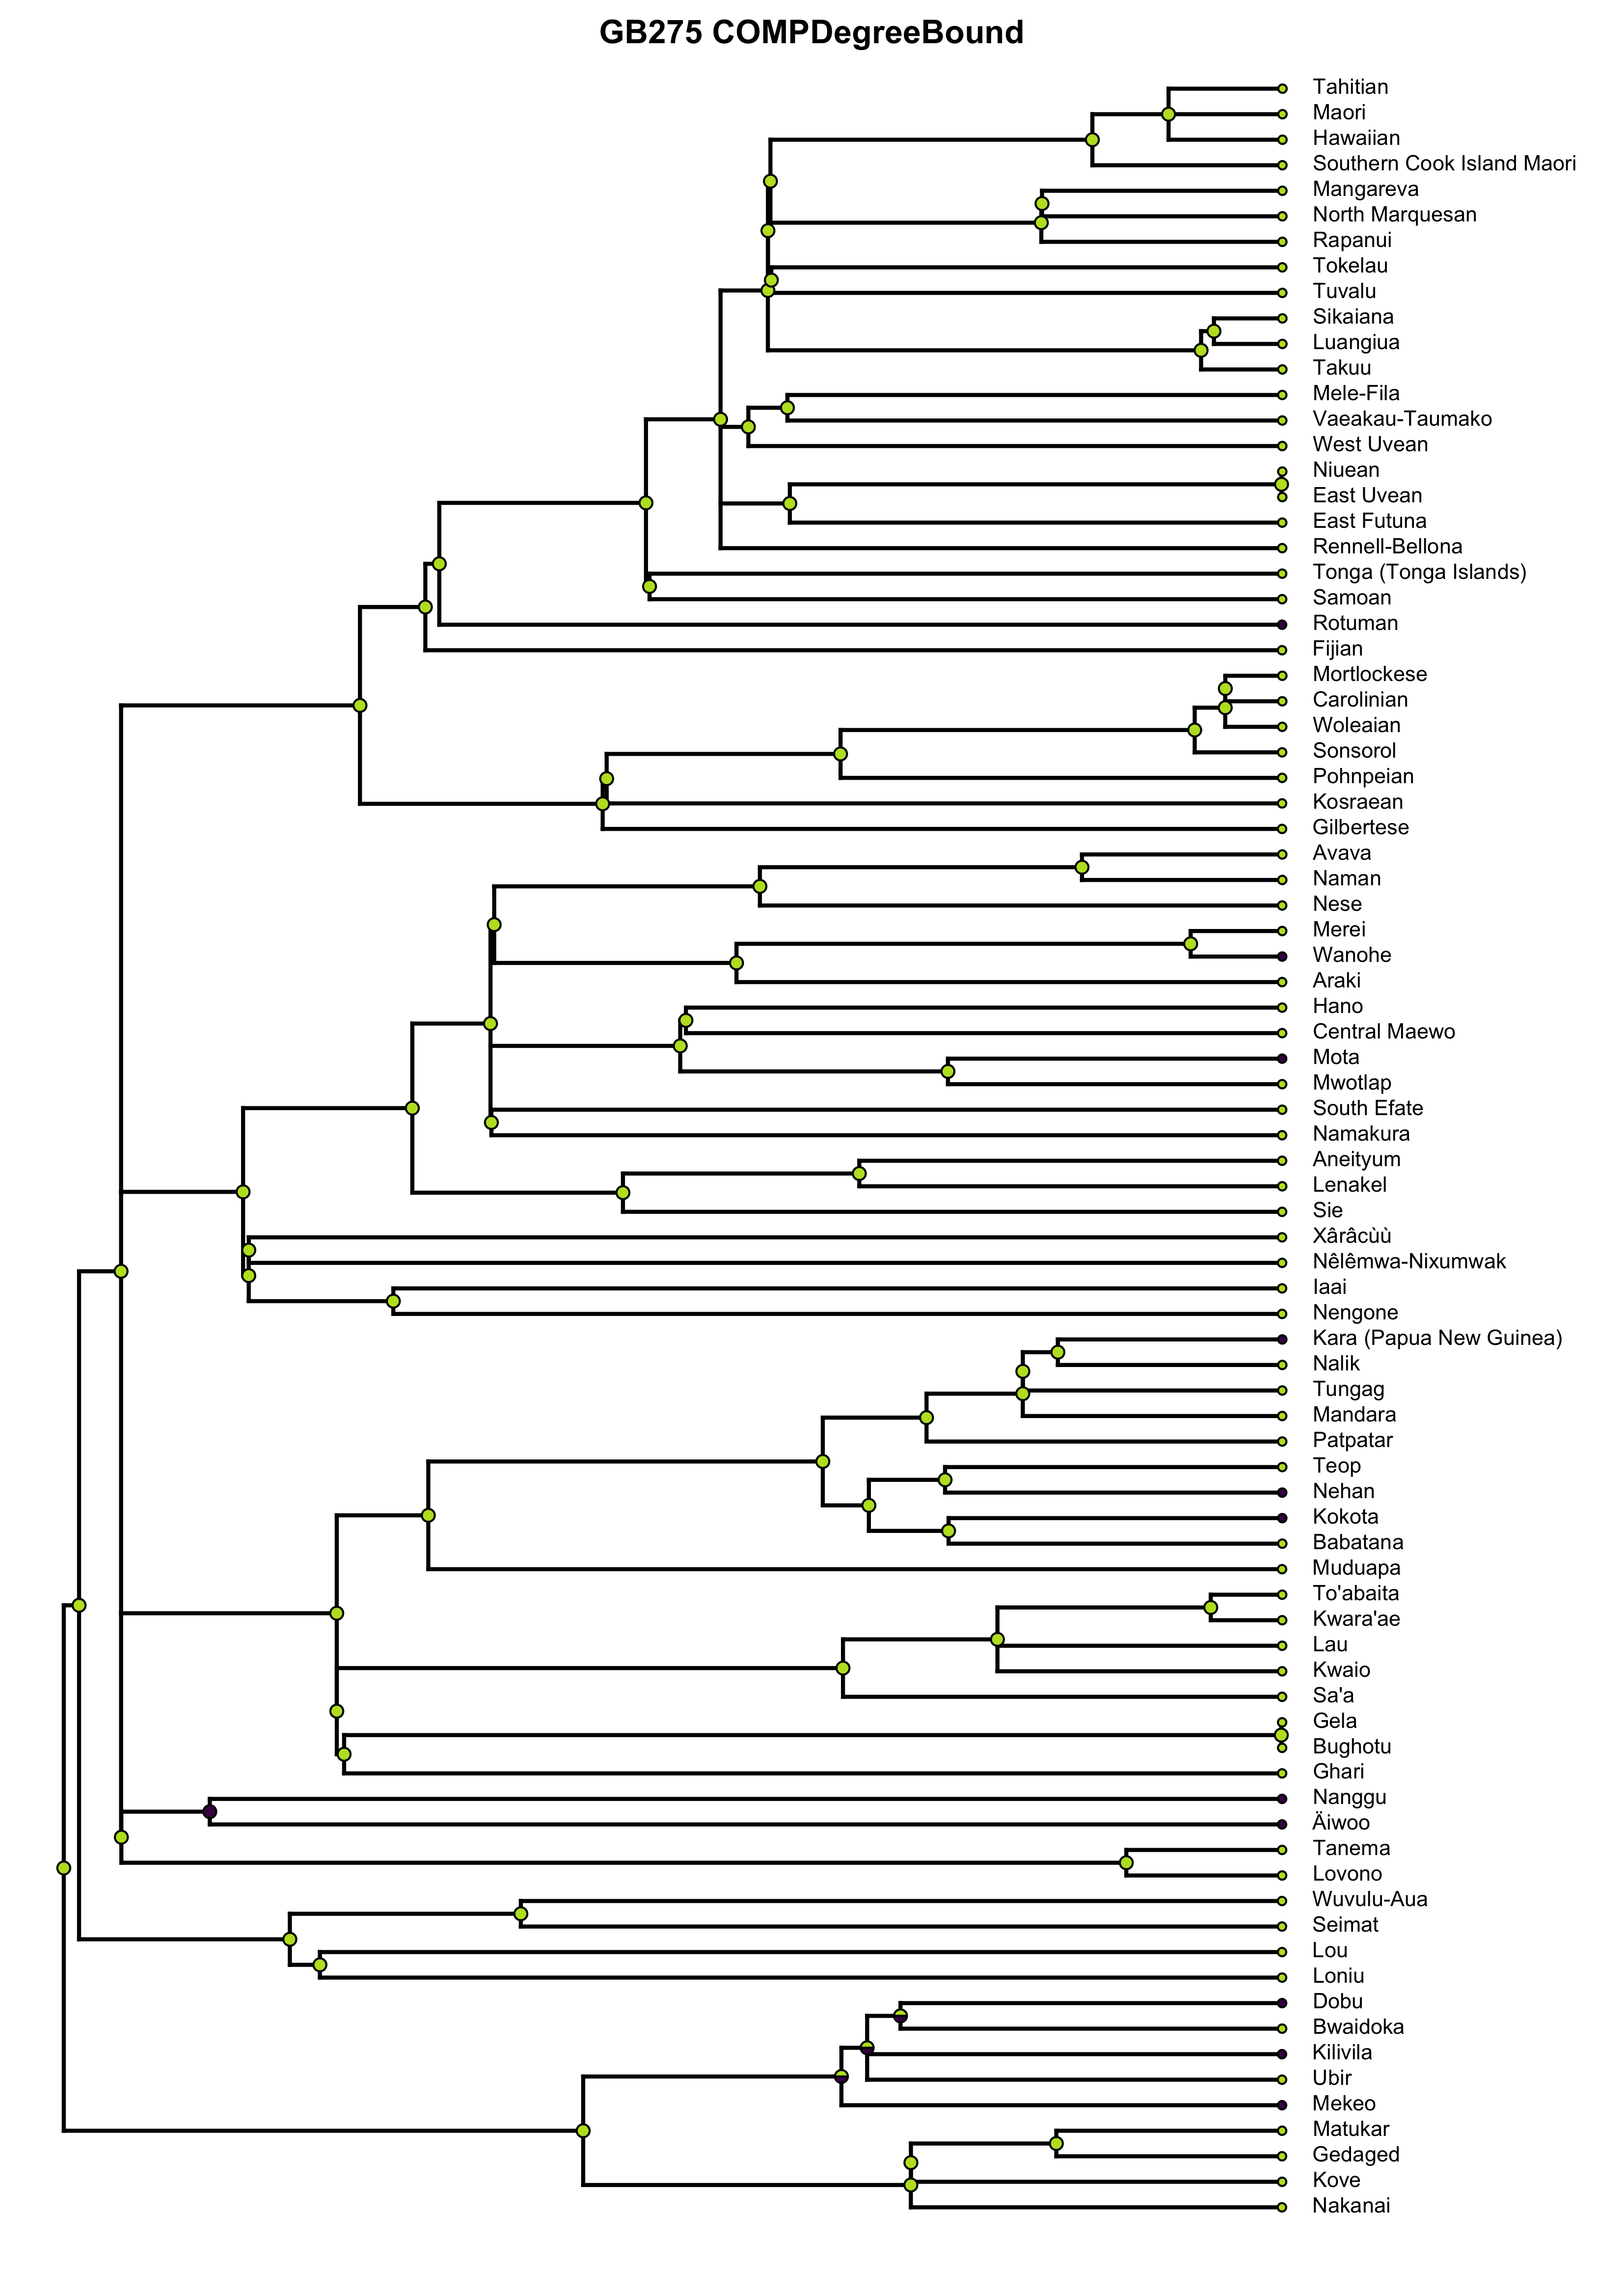 GB275 COMPDegreeBound
Tahitian
Maori
Hawaiian
Southern Cook Island Maori
Mangareva
North Marquesan
Rapanui
Tokelau
Tuvalu
Sikaiana
Luangiua
Takuu
Mele-Fila
Vaeakau-Taumako
West Uvean
Niuean
East Uvean
East Futuna
Rennell-Bellona
Tonga (Tonga Islands)
Samoan
Rotuman
Fijian
Mortlockese
Carolinian
Woleaian
Sonsorol
Pohnpeian
Kosraean
Gilbertese
Avava
Naman
Nese
Merei
Wanohe
Araki
Hano
Central Maewo
Mota
Mwotlap
South Efate
Namakura
Aneityum
Lenakel
Sie
Xârâcùù
Nêlêmwa-Nixumwak
Iaai
Nengone
Kara (Papua New Guinea)
Nalik
Tungag
Mandara
Patpatar
Teop
Nehan
Kokota
Babatana
Muduapa
To'abaita
Kwara'ae
Lau
Kwaio
Sa'a
Gela
Bughotu
Ghari
Nanggu
Äiwoo
Tanema
Lovono
Wuvulu-Aua
Seimat
Lou
Loniu
Dobu
Bwaidoka
Kilivila
Ubir
Mekeo
Matukar
Gedaged
Kove
Nakanai